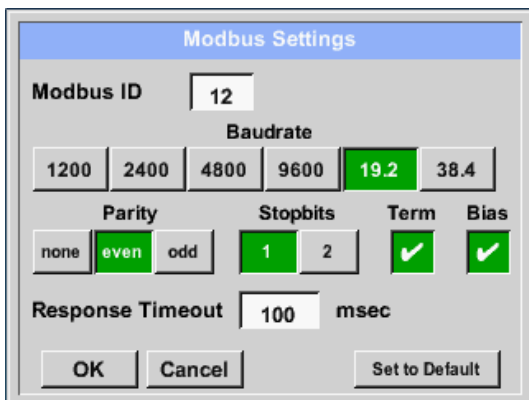 Modbus Settings
Modbus ID 12
Baudrate
1200 2400 4800 9600 19.2 38.4
Parity Stopbits Term Bias
none even odd 1 2 ✔ ✔
Response Timeout 100 msec
OK Cancel Set to Default